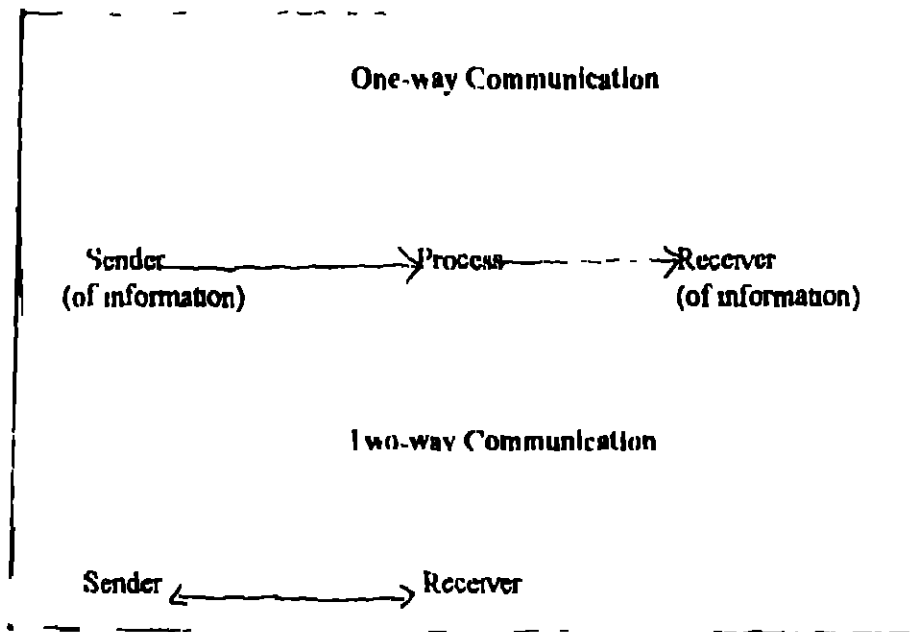 One-way Communication
Sender Process Receiver
(of information) (of information)
Two-way Communication
Sender Receiver